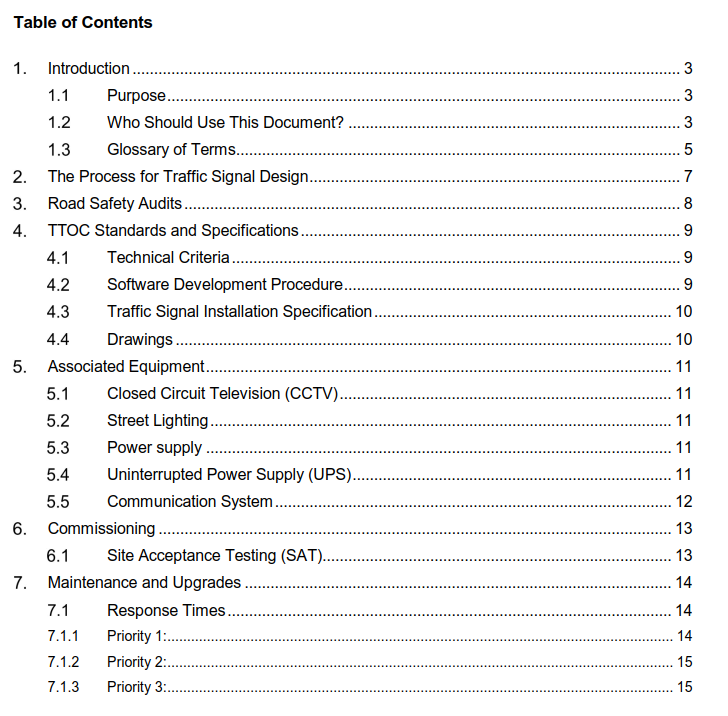 Table of Contents
1. Introduction ........ 3
1.1 Purpose ........ 3
1.2 Who Should Use This Document? ........ 3
1.3 Glossary of Terms ........ 5
2. The Process for Traffic Signal Design ........ 7
3. Road Safety Audits ........ 8
4. TTOC Standards and Specifications ........ 9
4.1 Technical Criteria ........ 9
4.2 Software Development Procedure ........ 9
4.3 Traffic Signal Installation Specification ........ 10
4.4 Drawings ........ 10
5. Associated Equipment ........ 11
5.1 Closed Circuit Television (CCTV) ........ 11
5.2 Street Lighting ........ 11
5.3 Power supply ........ 11
5.4 Uninterrupted Power Supply (UPS) ........ 11
5.5 Communication System ........ 12
6. Commissioning ........ 13
6.1 Site Acceptance Testing (SAT) ........ 13
7. Maintenance and Upgrades ........ 14
7.1 Response Times ........ 14
7.1.1 Priority 1: ........ 14
7.1.2 Priority 2: ........ 15
7.1.3 Priority 3: ........ 15